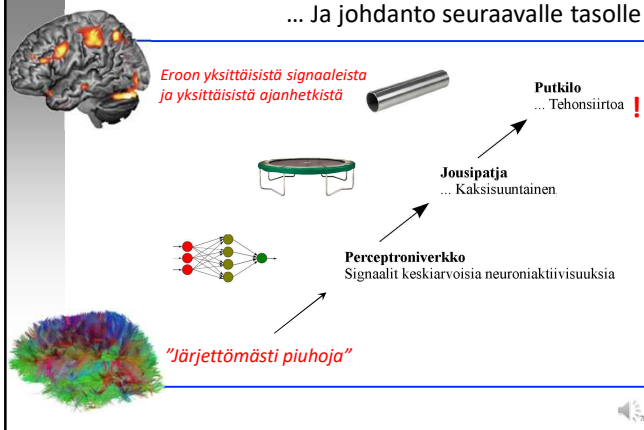 ... Ja johdanto seuraavalle tasolle
Eroon yksittäisistä signaaleista
ja yksittäisistä ajanhetkistä
Putkilo
... Tehonsiirtoa !
Jousipatja
... Kaksisuuntainen
Perceptroniverkko
Signaalit keskiarvoisia neuroniaktiivisuuksia
"Järjettömästi piuhoja"